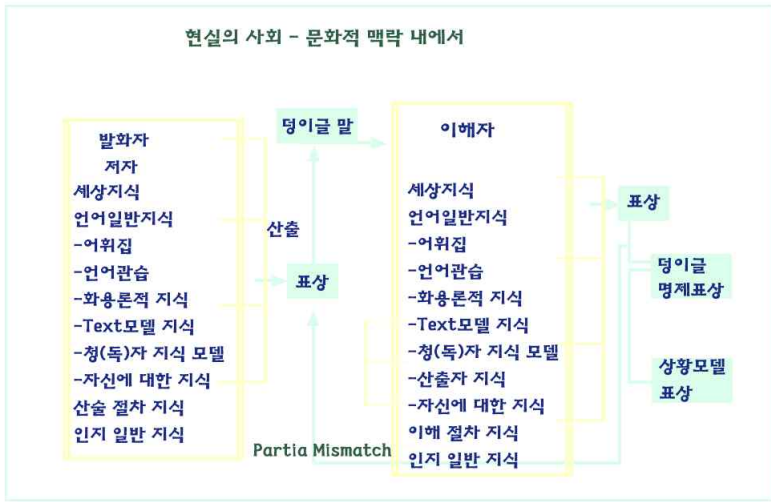 현실의 사회 - 문화적 맥락 내에서
발화자
저자
세상지식
언어일반지식
-어휘집
-언어관습
-화용론적 지식
-Text모델 지식
-청(독)자 지식 모델
-자신에 대한 지식
산술 절차 지식
인지 일반 지식
산출
표상
덩이글 말
이해자
세상지식
언어일반지식
-어휘집
-언어관습
-화용론적 지식
-Text모델 지식
-청(독)자 지식 모델
-산출자 지식
-자신에 대한 지식
이해 절차 지식
인지 일반 지식
표상
덩이글
명제표상
상황모델
표상
Partia Mismatch